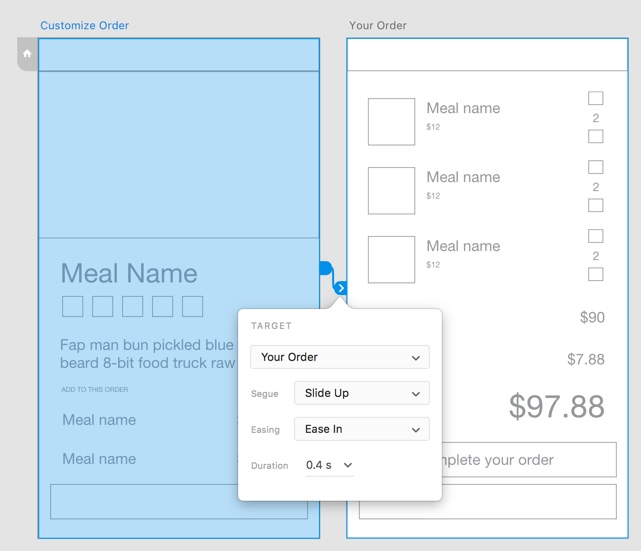 Customize Order
Your Order
Meal Name
Fap man bun pickled blue
beard 8-bit food truck raw
ADD TO THIS ORDER
Meal name
Meal name
TARGET
Your Order
Segue
Slide Up
Easing
Ease In
Duration
0.4 s
Meal name
$12
2
Meal name
$12
2
Meal name
$12
2
$90
$7.88
$97.88
nplete your order